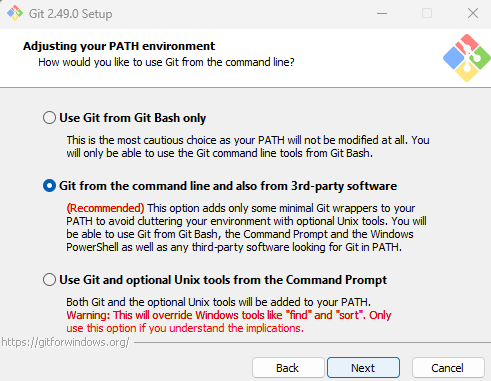 Git 2.49.0 Setup
Adjusting your PATH environment
How would you like to use Git from the command line?
Use Git from Git Bash only
This is the most cautious choice as your PATH will not be modified at all. You
will only be able to use the Git command line tools from Git Bash.
Git from the command line and also from 3rd-party software
(Recommended) This option adds only some minimal Git wrappers to your
PATH to avoid cluttering your environment with optional Unix tools. You will
be able to use Git from Git Bash, the Command Prompt and the Windows
PowerShell as well as any third-party software looking for Git in PATH.
Use Git and optional Unix tools from the Command Prompt
Both Git and the optional Unix tools will be added to your PATH.
Warning: This will override Windows tools like "find" and "sort". Only
use this option if you understand the implications.
https://gitforwindows.org/
Back Next Cancel